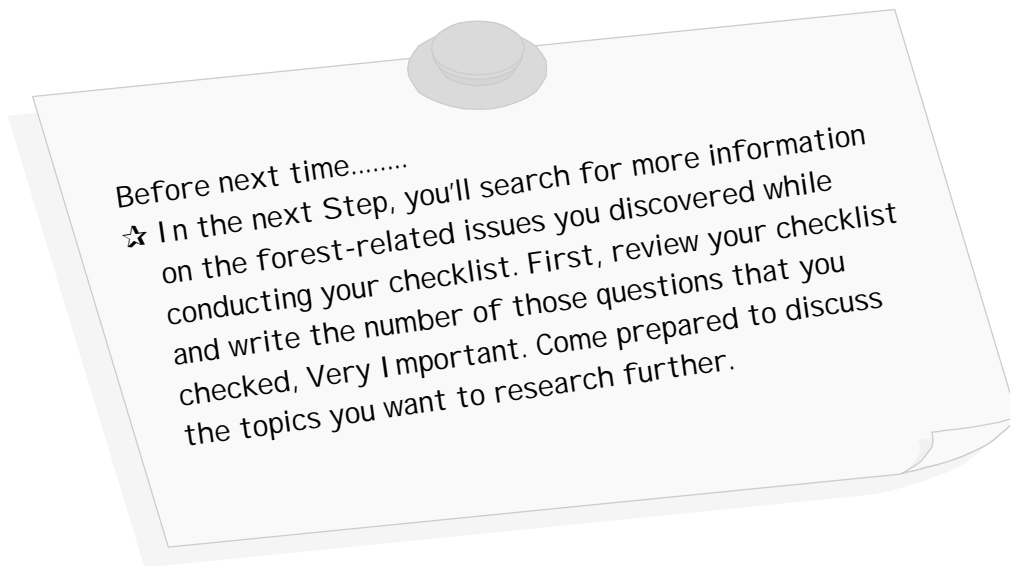 Before next time........
☆ In the next Step, you'll search for more information
on the forest-related issues you discovered while
conducting your checklist. First, review your checklist
and write the number of those questions that you
checked, Very Important. Come prepared to discuss
the topics you want to research further.